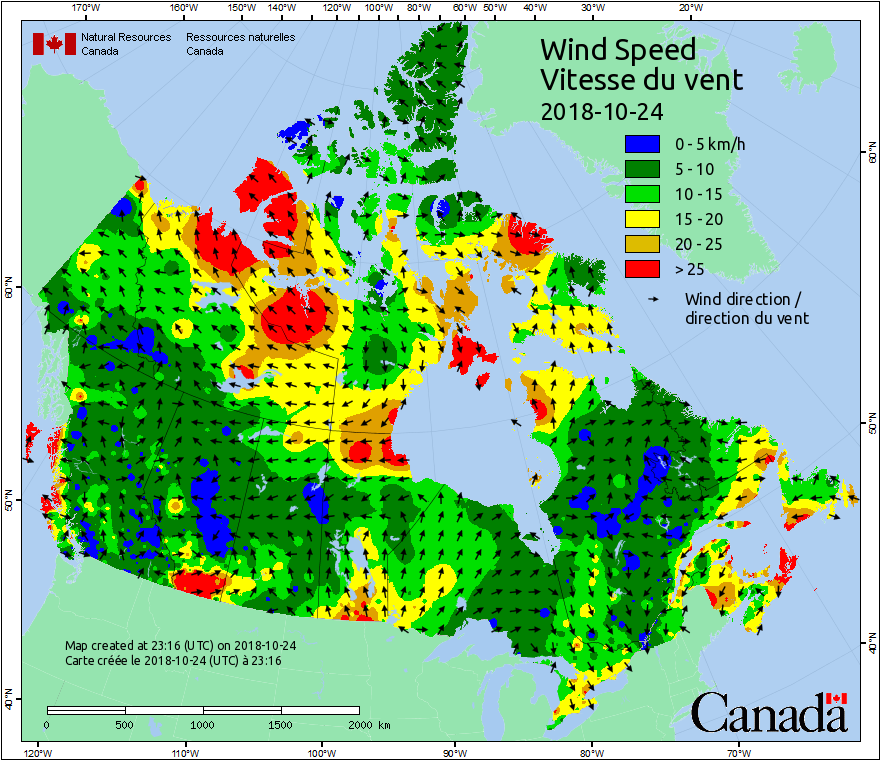 170°W 160°W 150°W 140°W 130°W 120°W 110°W 100°W 90°W 80°W 70°W 60°W 50°W 40°W 30°W 20°W
Natural Resources Ressources naturelles
Canada Canada
Wind Speed
Vitesse du vent
2018-10-24
0 - 5 km/h
5 - 10
10 - 15
15 - 20
20 - 25
> 25
Wind direction /
direction du vent
60°N
60°N
50°N
50°N
40°N
40°N
Map created at 23:16 (UTC) on 2018-10-24
Carte créée le 2018-10-24 (UTC) à 23:16
0 500 1000 1500 2000 km
Canada
120°W 110°W 100°W 90°W 80°W 70°W